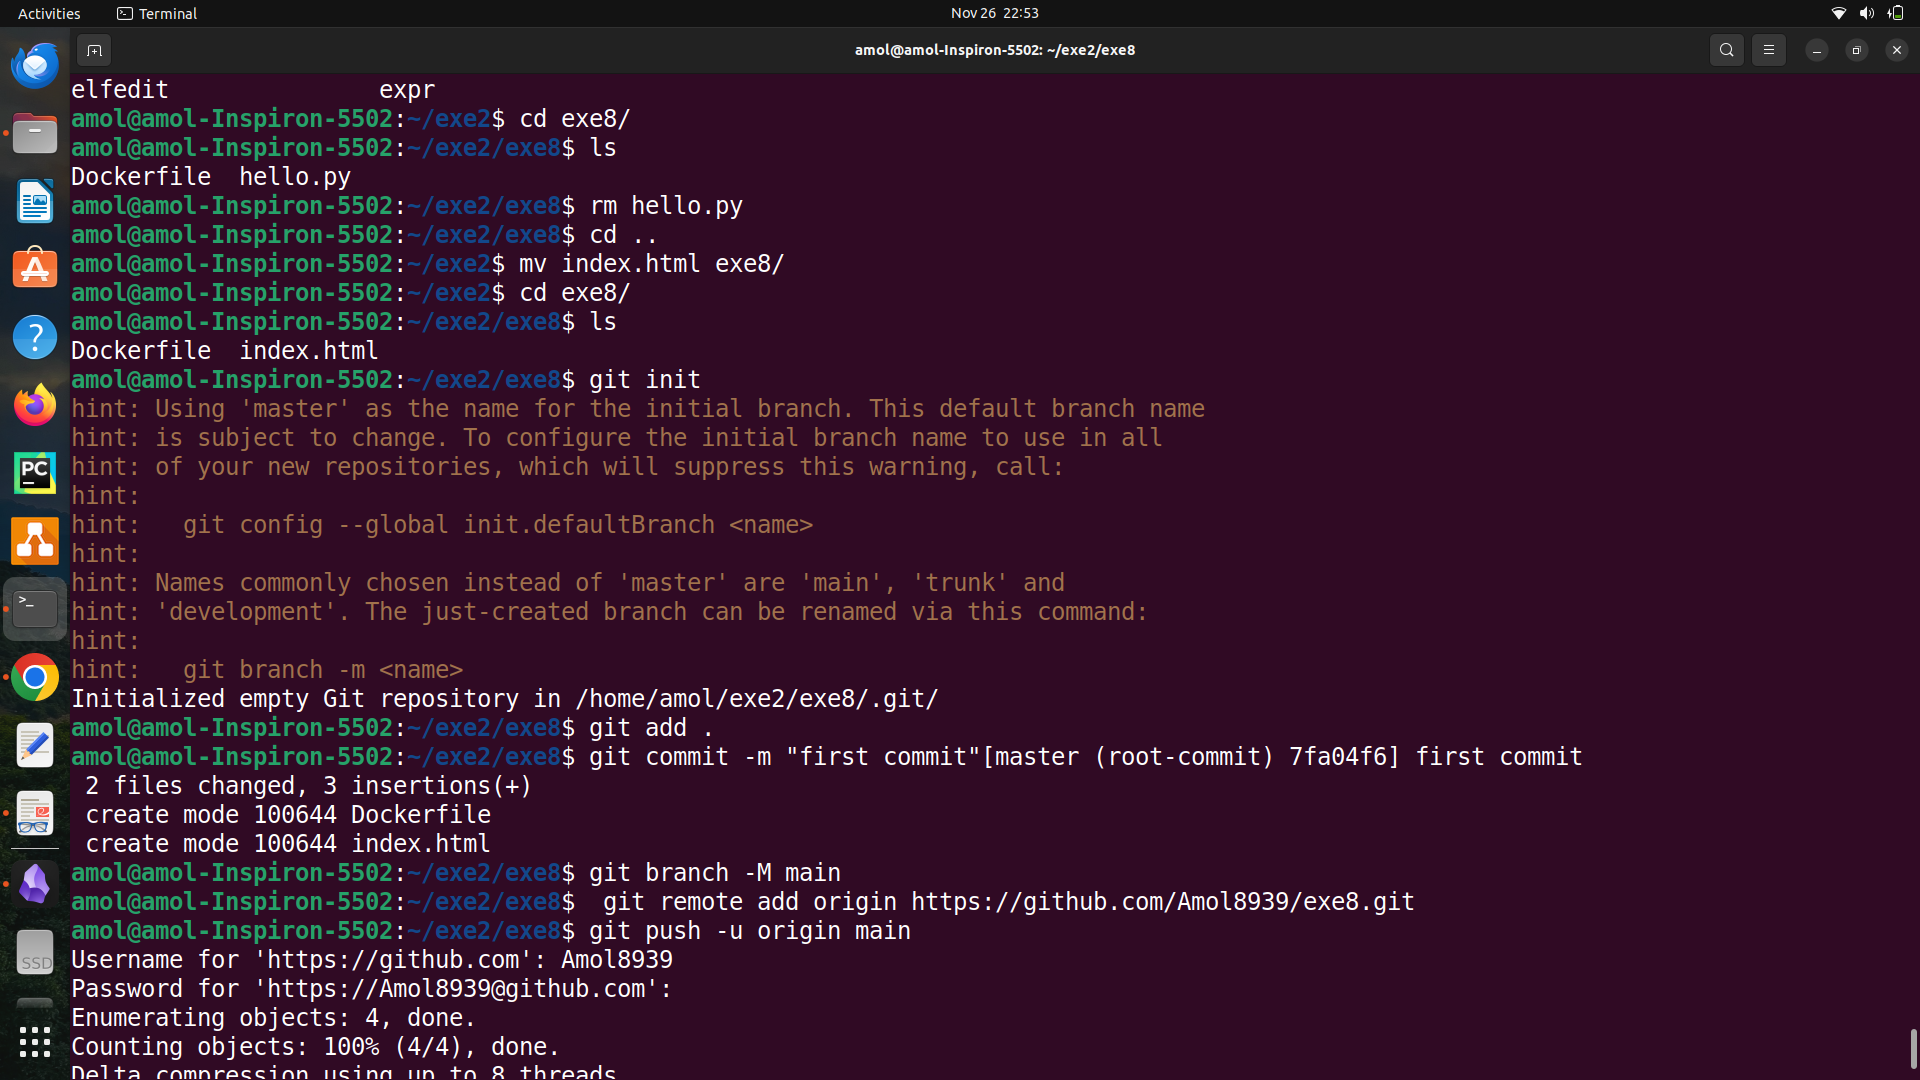 Activities
Terminal
Nov 26 22:53
amol@amol-Inspiron-5502: ~/exe2/exe8
elfedit               expr
amol@amol-Inspiron-5502:~/exe2$ cd exe8/
amol@amol-Inspiron-5502:~/exe2/exe8$ ls
Dockerfile  hello.py
amol@amol-Inspiron-5502:~/exe2/exe8$ rm hello.py
amol@amol-Inspiron-5502:~/exe2/exe8$ cd ..
amol@amol-Inspiron-5502:~/exe2$ mv index.html exe8/
amol@amol-Inspiron-5502:~/exe2$ cd exe8/
amol@amol-Inspiron-5502:~/exe2/exe8$ ls
Dockerfile  index.html
amol@amol-Inspiron-5502:~/exe2/exe8$ git init
hint: Using 'master' as the name for the initial branch. This default branch name
hint: is subject to change. To configure the initial branch name to use in all
hint: of your new repositories, which will suppress this warning, call:
hint:
hint:   git config --global init.defaultBranch <name>
hint:
hint: Names commonly chosen instead of 'master' are 'main', 'trunk' and
hint: 'development'. The just-created branch can be renamed via this command:
hint:
hint:   git branch -m <name>
Initialized empty Git repository in /home/amol/exe2/exe8/.git/
amol@amol-Inspiron-5502:~/exe2/exe8$ git add .
amol@amol-Inspiron-5502:~/exe2/exe8$ git commit -m "first commit"[master (root-commit) 7fa04f6] first commit
 2 files changed, 3 insertions(+)
 create mode 100644 Dockerfile
 create mode 100644 index.html
amol@amol-Inspiron-5502:~/exe2/exe8$ git branch -M main
amol@amol-Inspiron-5502:~/exe2/exe8$  git remote add origin https://github.com/Amol8939/exe8.git
amol@amol-Inspiron-5502:~/exe2/exe8$ git push -u origin main
Username for 'https://github.com': Amol8939
Password for 'https://Amol8939@github.com':
Enumerating objects: 4, done.
Counting objects: 100% (4/4), done.
Delta compression using up to 8 threads
PC
SSD